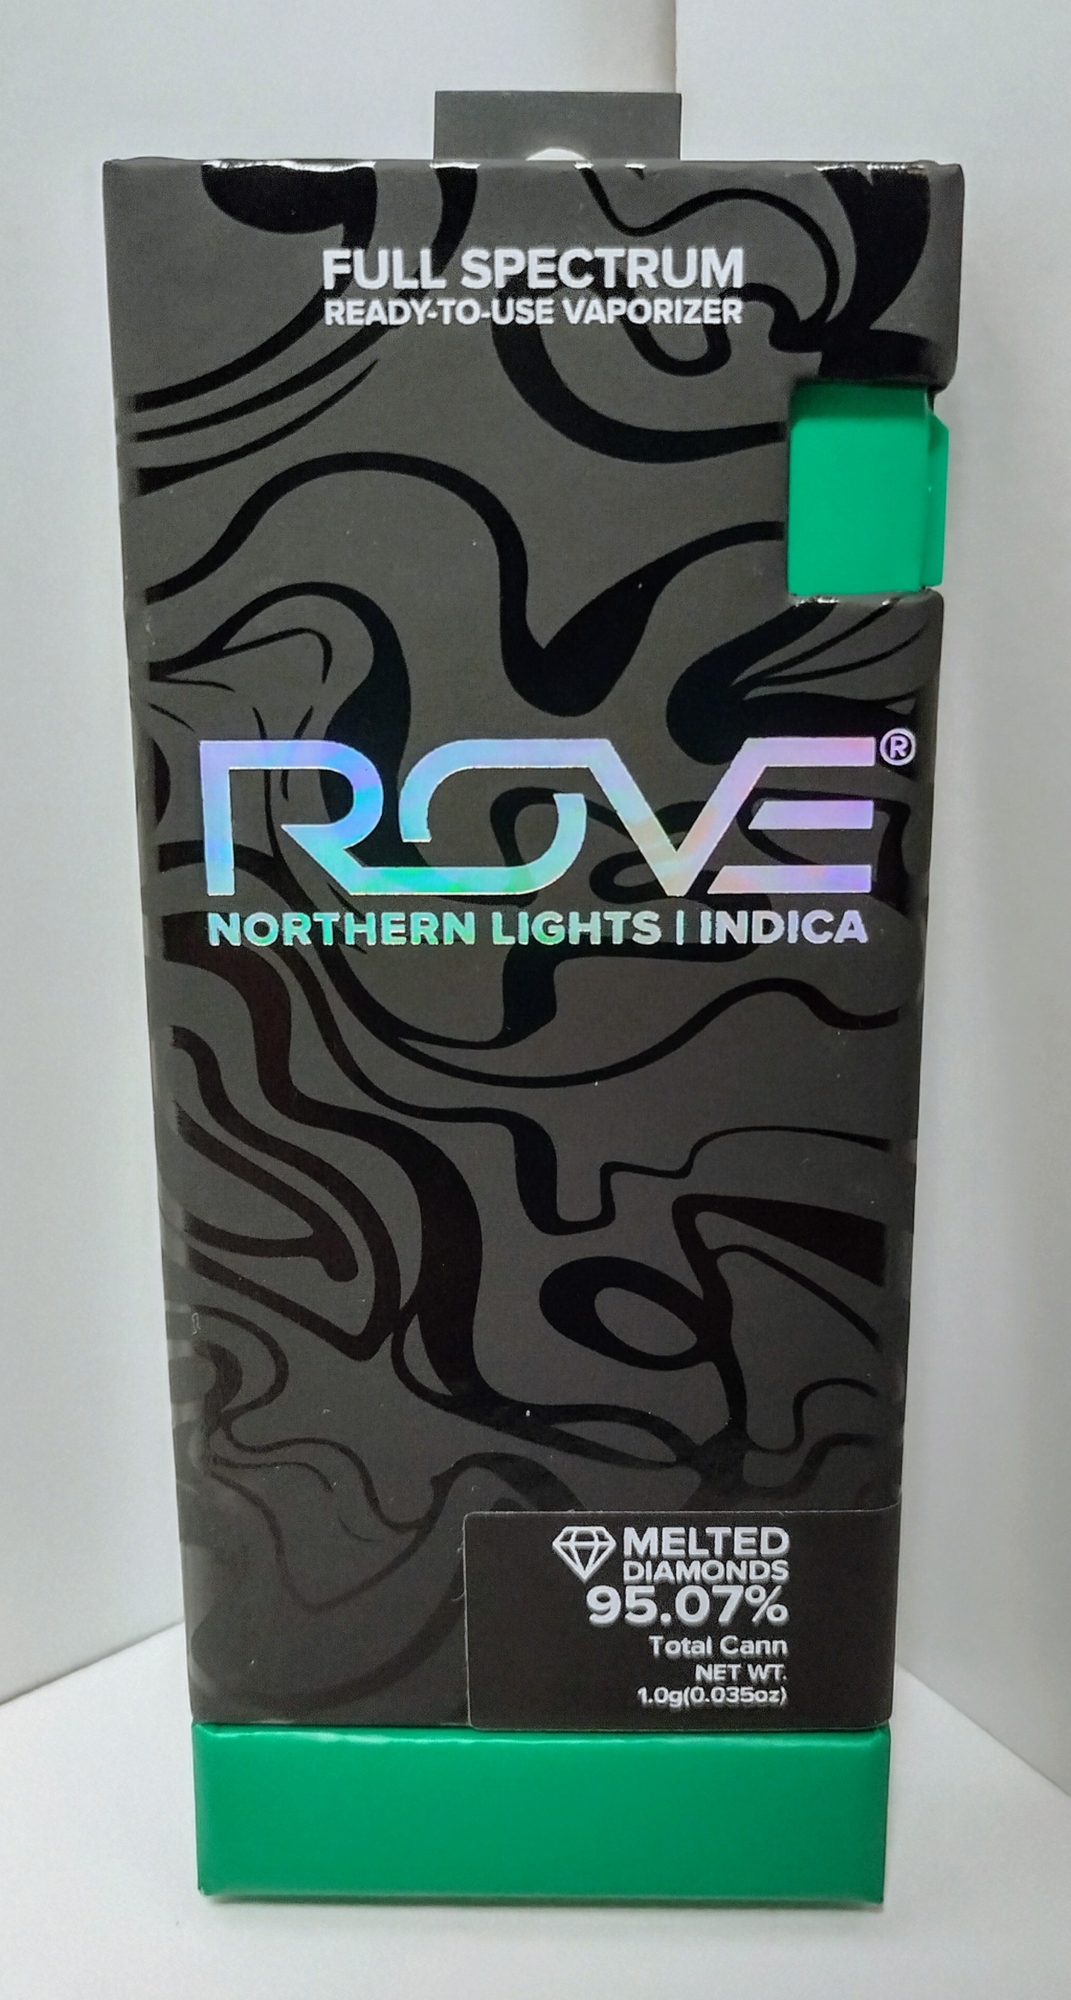 FULL SPECTRUM
READY-TO-USE VAPORIZER
ROVE®
NORTHERN LIGHTS | INDICA
MELTED
DIAMONDS
95.07%
Total Cann
NET WT.
1.0g(0.035oz)